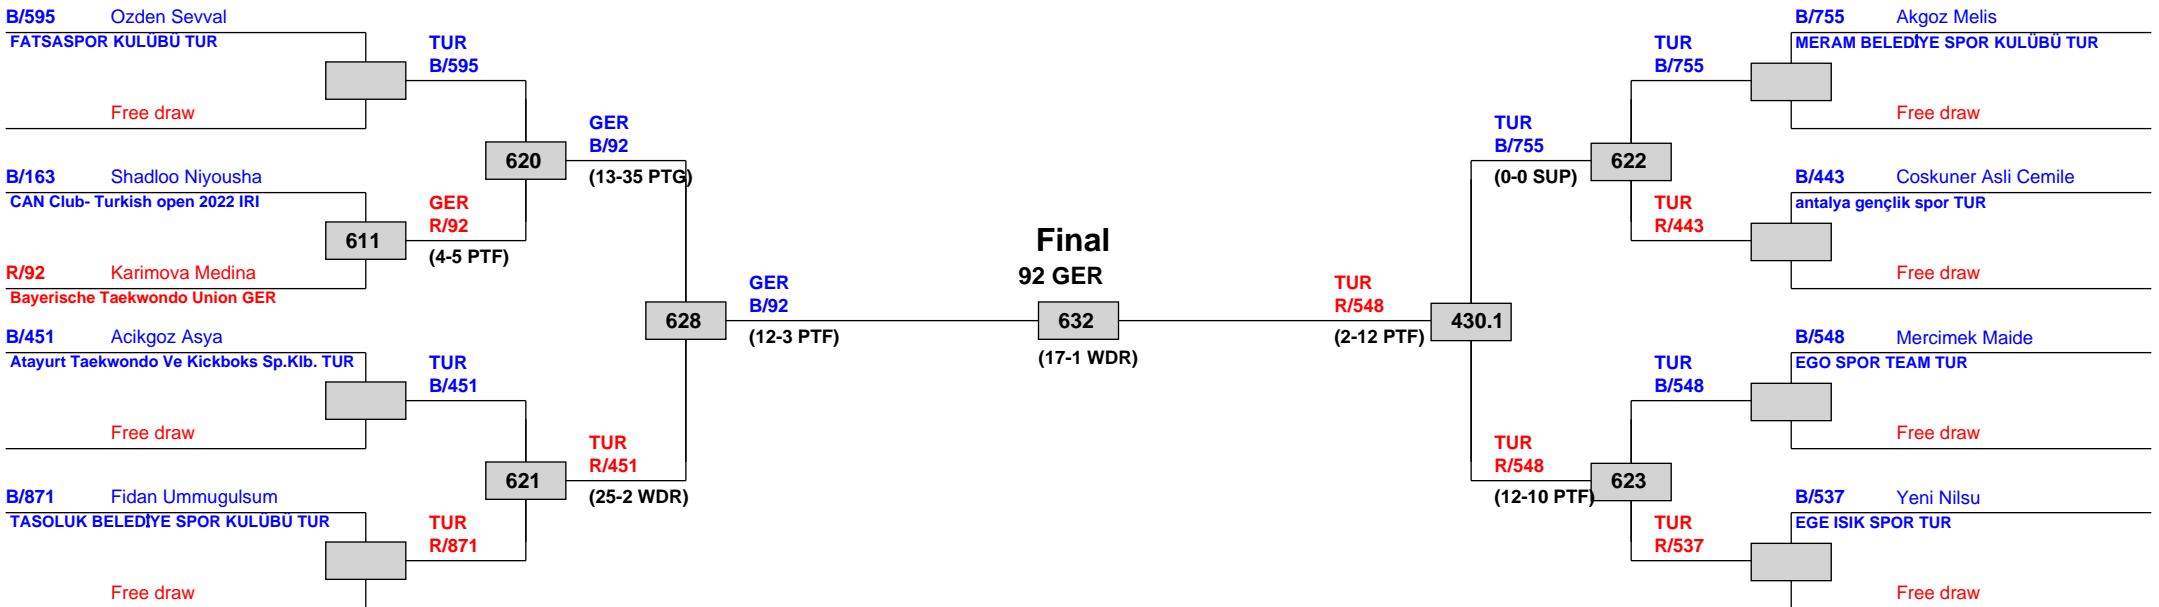 B/595 Ozden Sevval
FATSASPOR KULÜBÜ TUR
Free draw
TUR
B/595
B/163 Shadloo Niyousha
CAN Club- Turkish open 2022 IRI
611
R/92 Karimova Medina
Bayerische Taekwondo Union GER
GER
R/92
(4-5 PTF)
620
GER
B/92
(13-35 PTG)
B/451 Acikgoz Asya
Atayurt Taekwondo Ve Kickboks Sp.Klb. TUR
Free draw
TUR
B/451
B/871 Fidan Ummugulsum
TASOLUK BELEDİYE SPOR KULÜBÜ TUR
Free draw
TUR
R/871
621
TUR
R/451
(25-2 WDR)
628
GER
B/92
(12-3 PTF)
Final
92 GER
632
(17-1 WDR)
TUR
R/548
(2-12 PTF)
430.1
TUR
B/755
(0-0 SUP)
622
TUR
B/755
B/755 Akgoz Melis
MERAM BELEDİYE SPOR KULÜBÜ TUR
Free draw
TUR
R/443
B/443 Coskuner Asli Cemile
antalya gençlik spor TUR
Free draw
TUR
R/548
(12-10 PTF)
623
TUR
B/548
B/548 Mercimek Maide
EGO SPOR TEAM TUR
Free draw
TUR
R/537
B/537 Yeni Nilsu
EGE ISIK SPOR TUR
Free draw